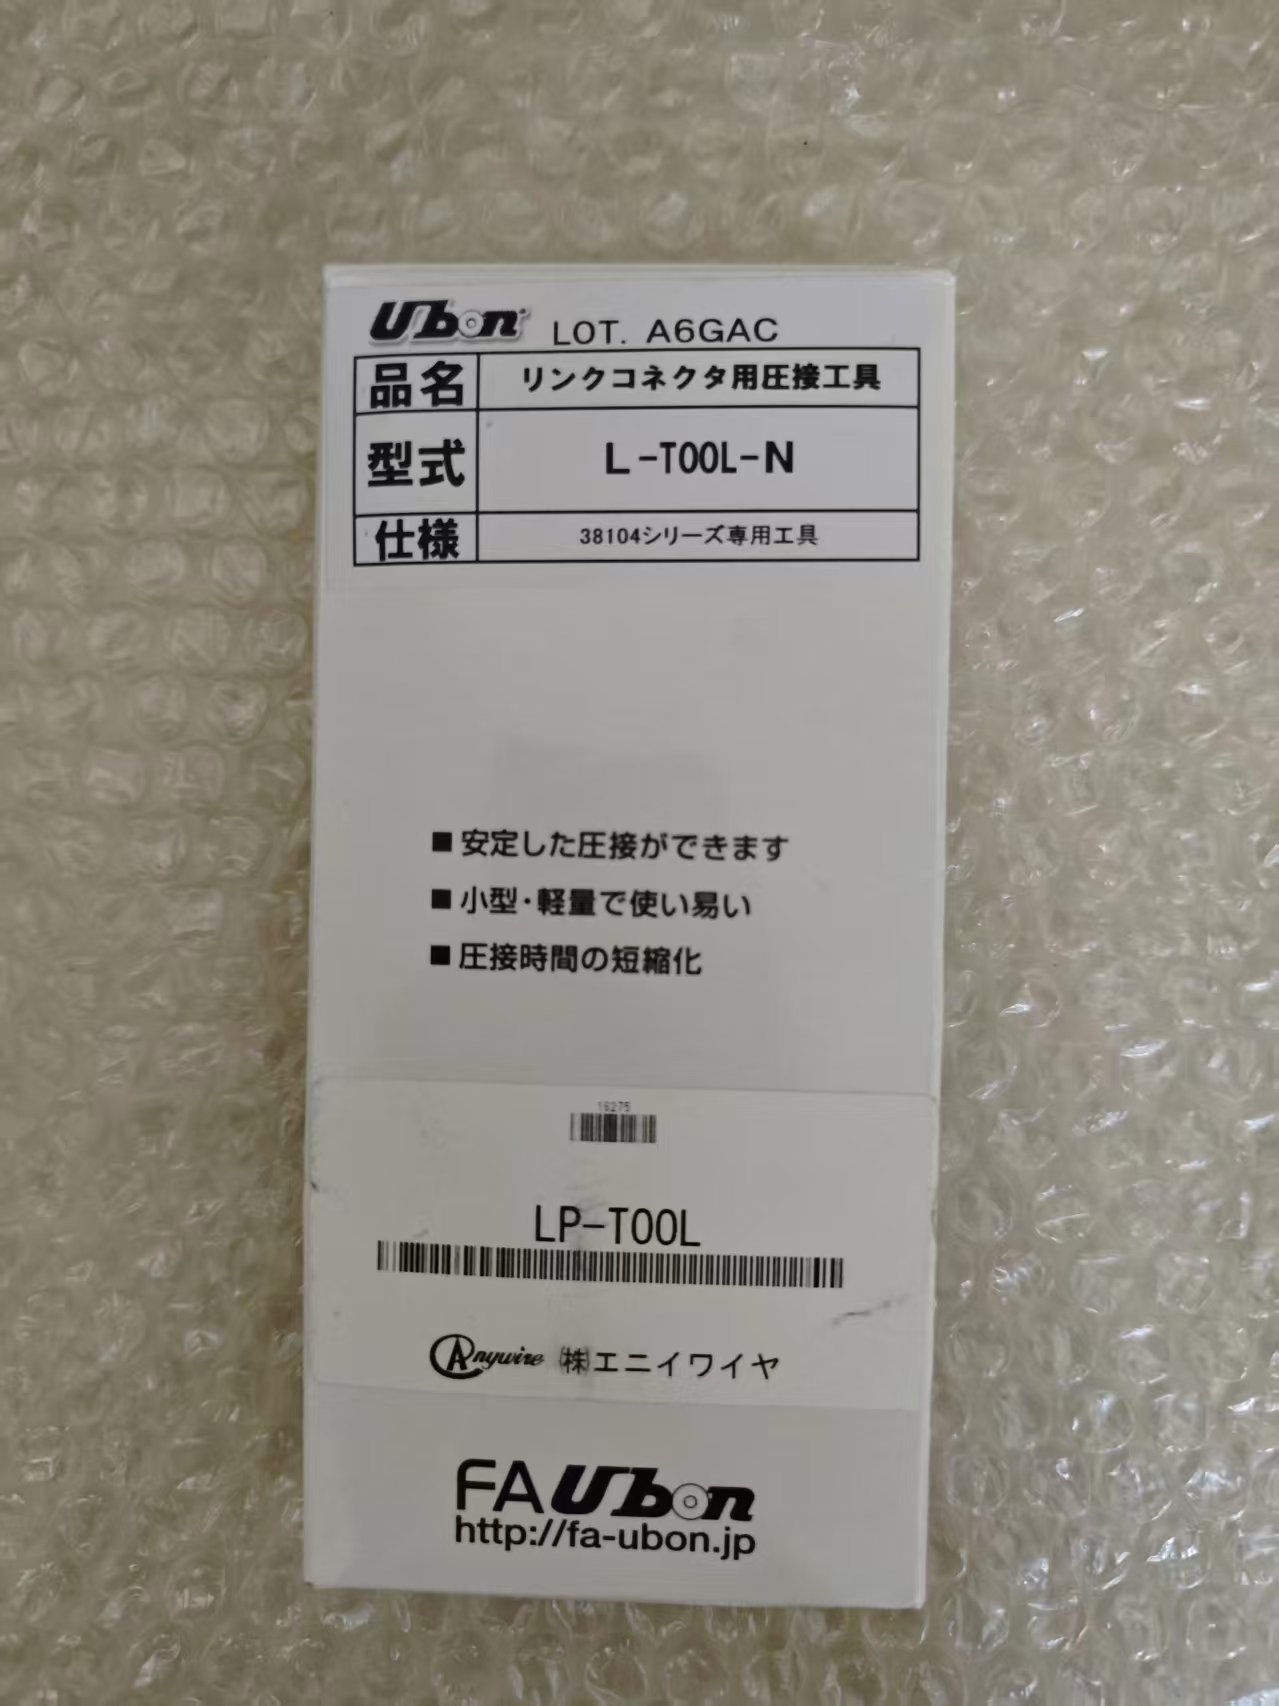 Ubon LOT. A6GAC
品名 リンクコネクタ用圧接工具
型式 L-TOOL-N
仕様 38104シリーズ専用工具
■安定した圧接ができます
■小型・軽量で使い易い
■圧接時間の短縮化
16275
LP-TOOL
Anywire ㈱エニイワイヤ
FA Ubon
http://fa-ubon.jp